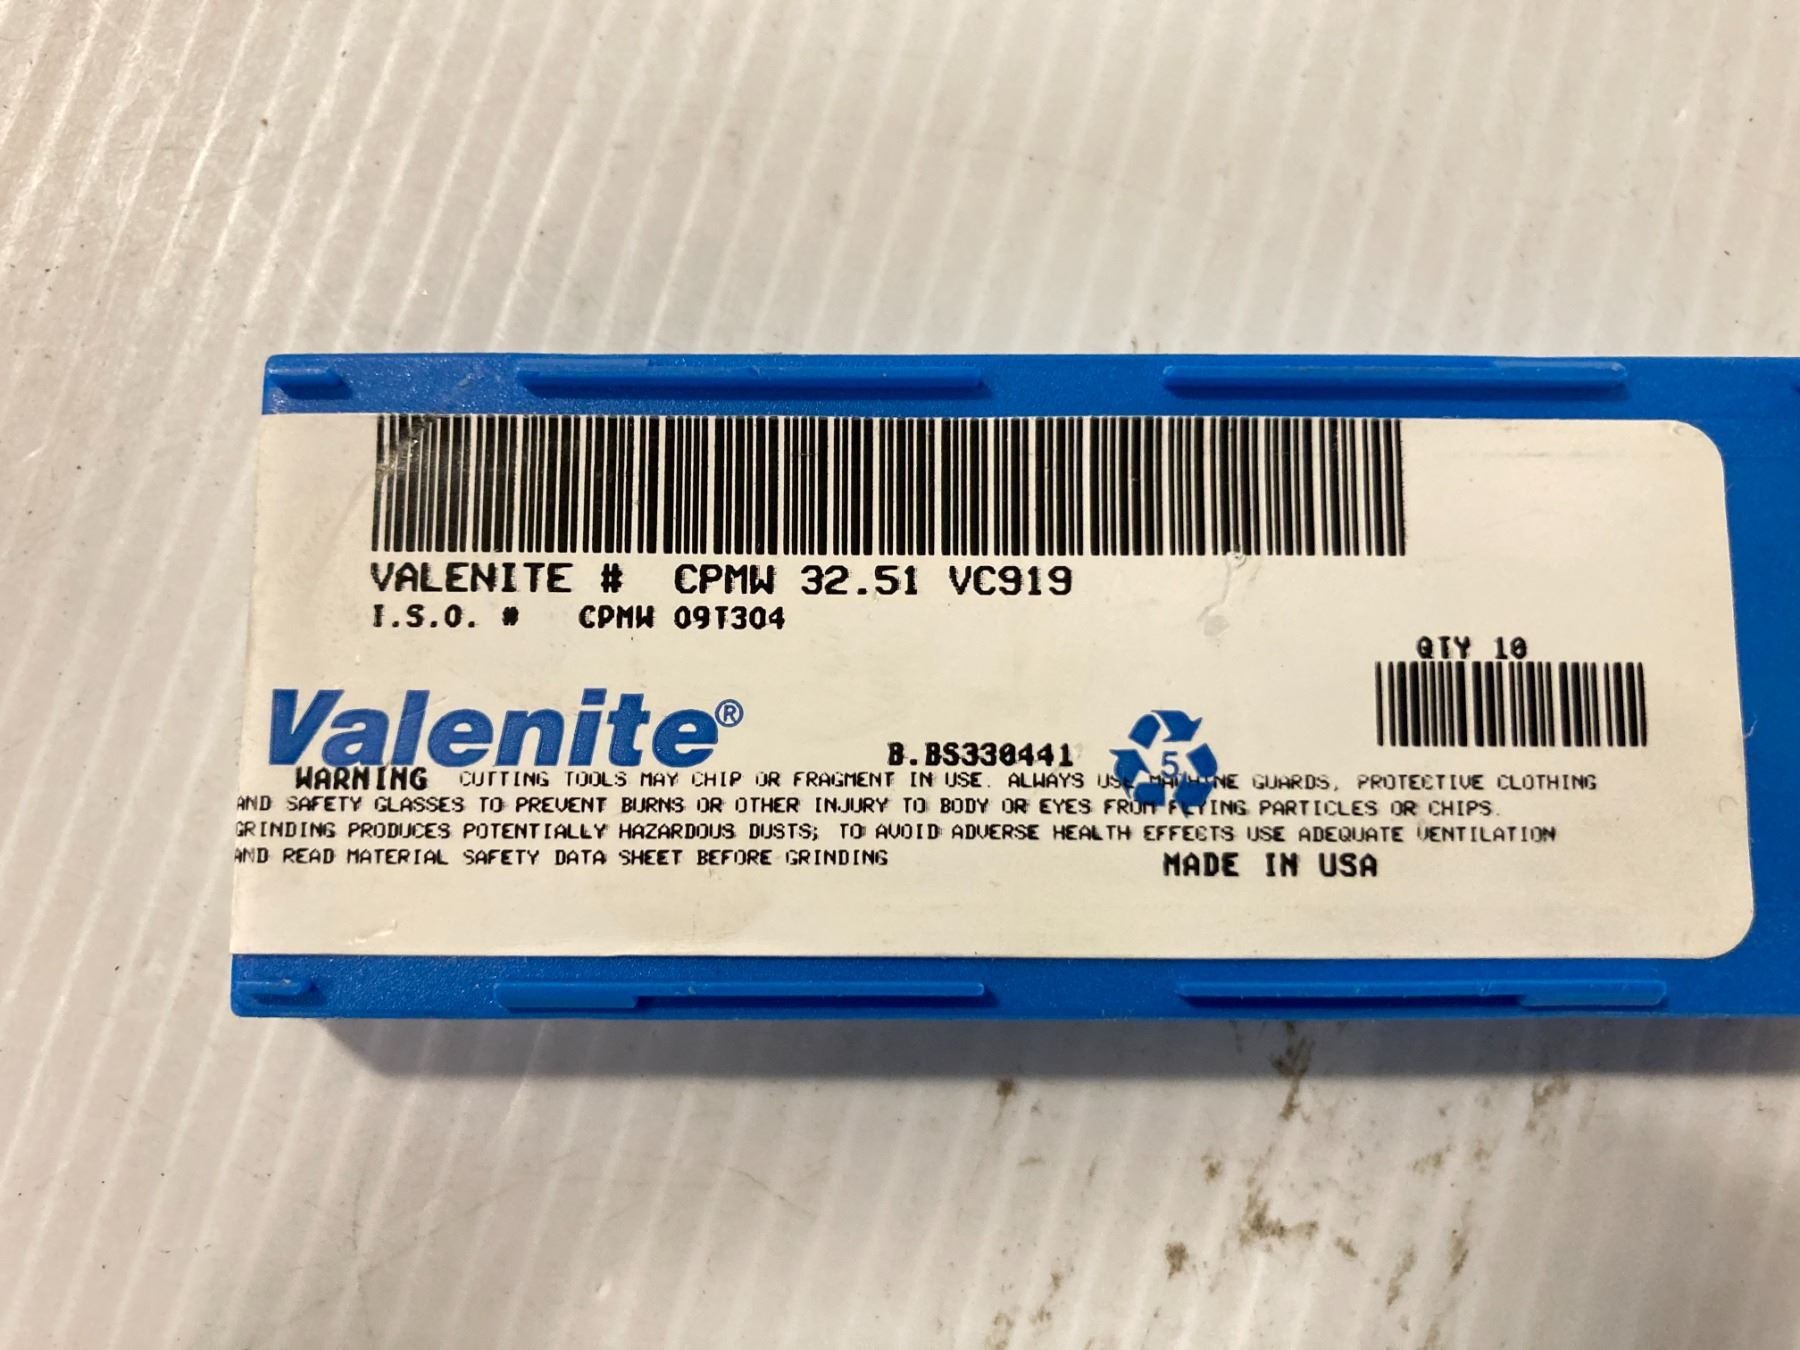 VALENITE # CPMW 32.51 VC919
I.S.O. # CPMW 09T304
QTY 10
Valenite®
B.BS330441
5
WARNING CUTTING TOOLS MAY CHIP OR FRAGMENT IN USE. ALWAYS USE MACHINE GUARDS, PROTECTIVE CLOTHING
AND SAFETY GLASSES TO PREVENT BURNS OR OTHER INJURY TO BODY OR EYES FROM FLYING PARTICLES OR CHIPS.
GRINDING PRODUCES POTENTIALLY HAZARDOUS DUSTS; TO AVOID ADVERSE HEALTH EFFECTS USE ADEQUATE VENTILATION
AND READ MATERIAL SAFETY DATA SHEET BEFORE GRINDING
MADE IN USA